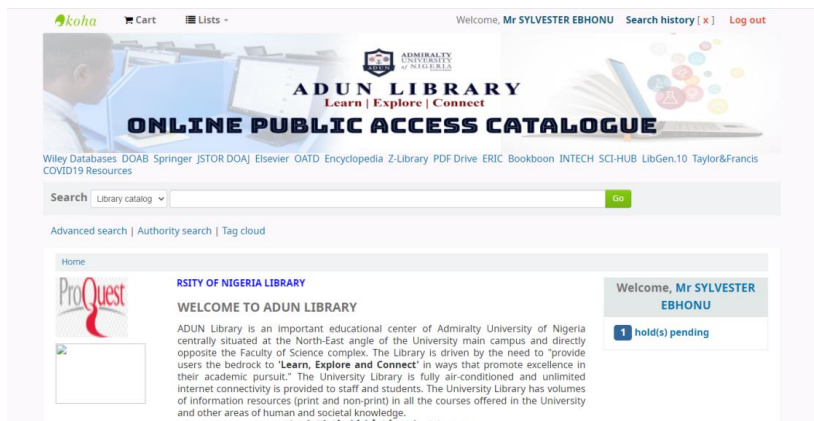 koha Cart Lists Welcome, Mr SYLVESTER EBHONU Search history [ x ] Log out
ADUN
ADMIRALTY
UNIVERSITY
of NIGERIA
ADUN LIBRARY
Learn | Explore | Connect
ONLINE PUBLIC ACCESS CATALOGUE
Wiley Databases DOAB Springer JSTOR DOAJ Elsevier OATD Encyclopedia Z-Library PDF Drive ERIC Bookboon INTECH SCI-HUB LibGen.10 Taylor&Francis
COVID19 Resources
Search Library catalog Go
Advanced search | Authority search | Tag cloud
Home
ProQuest
RSITY OF NIGERIA LIBRARY
WELCOME TO ADUN LIBRARY
ADUN Library is an important educational center of Admiralty University of Nigeria
centrally situated at the North-East angle of the University main campus and directly
opposite the Faculty of Science complex. The Library is driven by the need to "provide
users the bedrock to 'Learn, Explore and Connect' in ways that promote excellence in
their academic pursuit." The University Library is fully air-conditioned and unlimited
internet connectivity is provided to staff and students. The University Library has volumes
of information resources (print and non-print) in all the courses offered in the University
and other areas of human and societal knowledge.
Welcome, Mr SYLVESTER
EBHONU
1 hold(s) pending